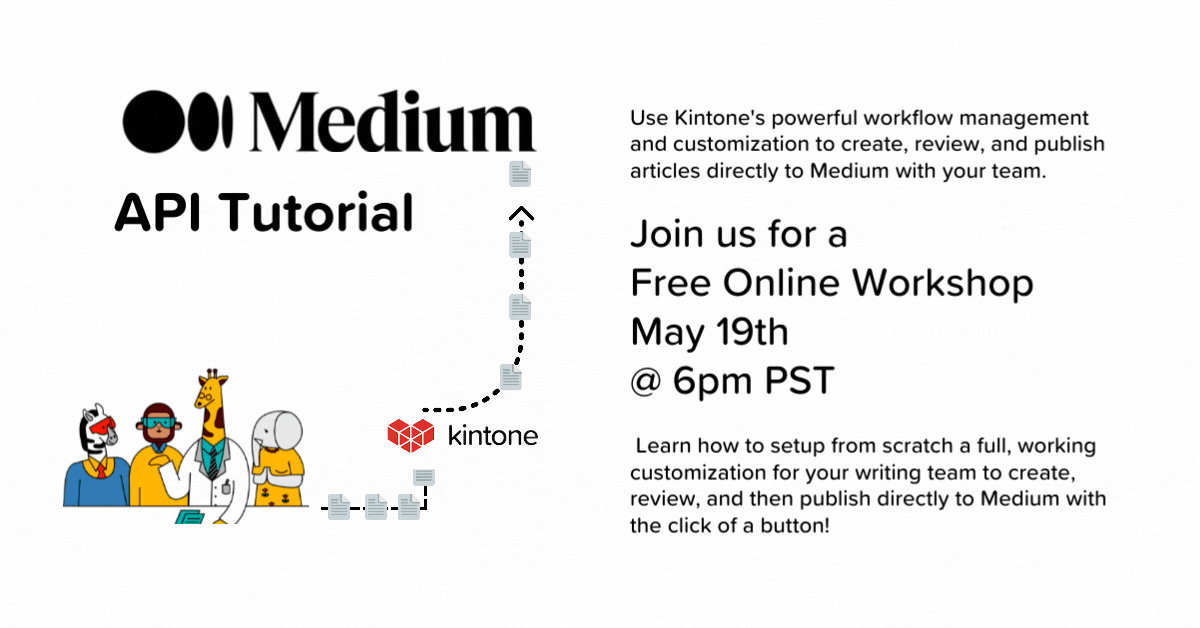 Medium
API Tutorial
kintone
Use Kintone's powerful workflow management
and customization to create, review, and publish
articles directly to Medium with your team.
Join us for a
Free Online Workshop
May 19th
@ 6pm PST
Learn how to setup from scratch a full, working
customization for your writing team to create,
review, and then publish directly to Medium with
the click of a button!